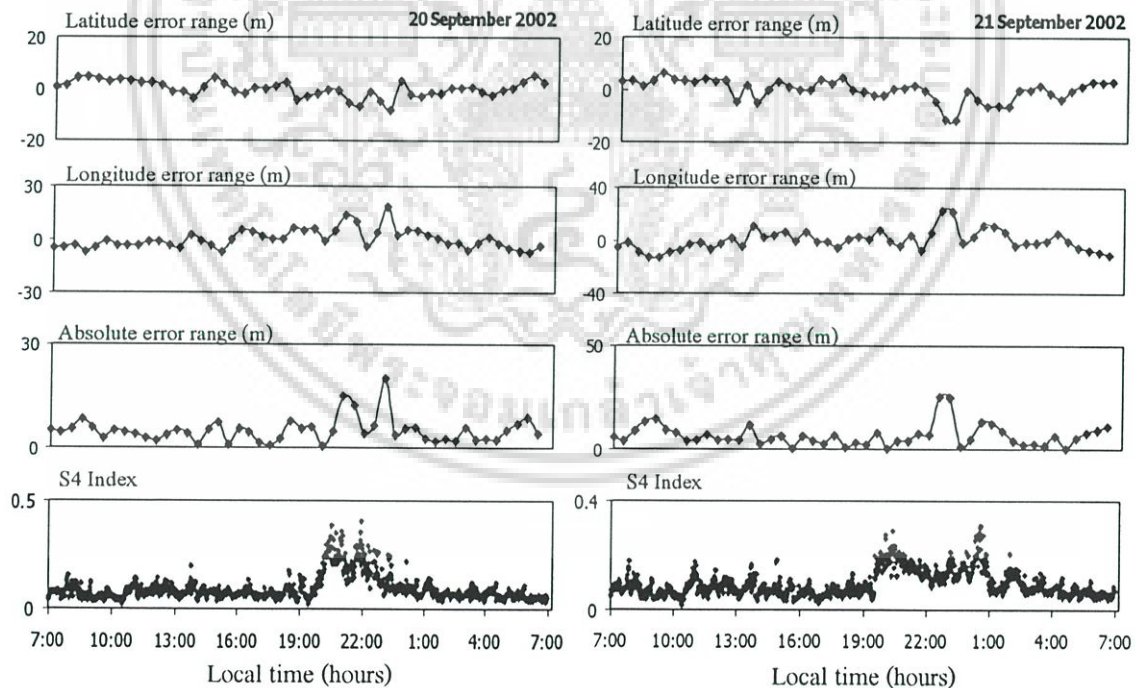 Latitude error range (m) 20 September 2002
20
0
-20
Longitude error range (m)
30
0
-30
Absolute error range (m)
30
0
S4 Index
0.5
0
7:00 10:00 13:00 16:00 19:00 22:00 1:00 4:00 7:00
Local time (hours)
Latitude error range (m) 21 September 2002
20
0
-20
Longitude error range (m)
40
0
-40
Absolute error range (m)
50
0
S4 Index
0.4
0
7:00 10:00 13:00 16:00 19:00 22:00 1:00 4:00 7:00
Local time (hours)